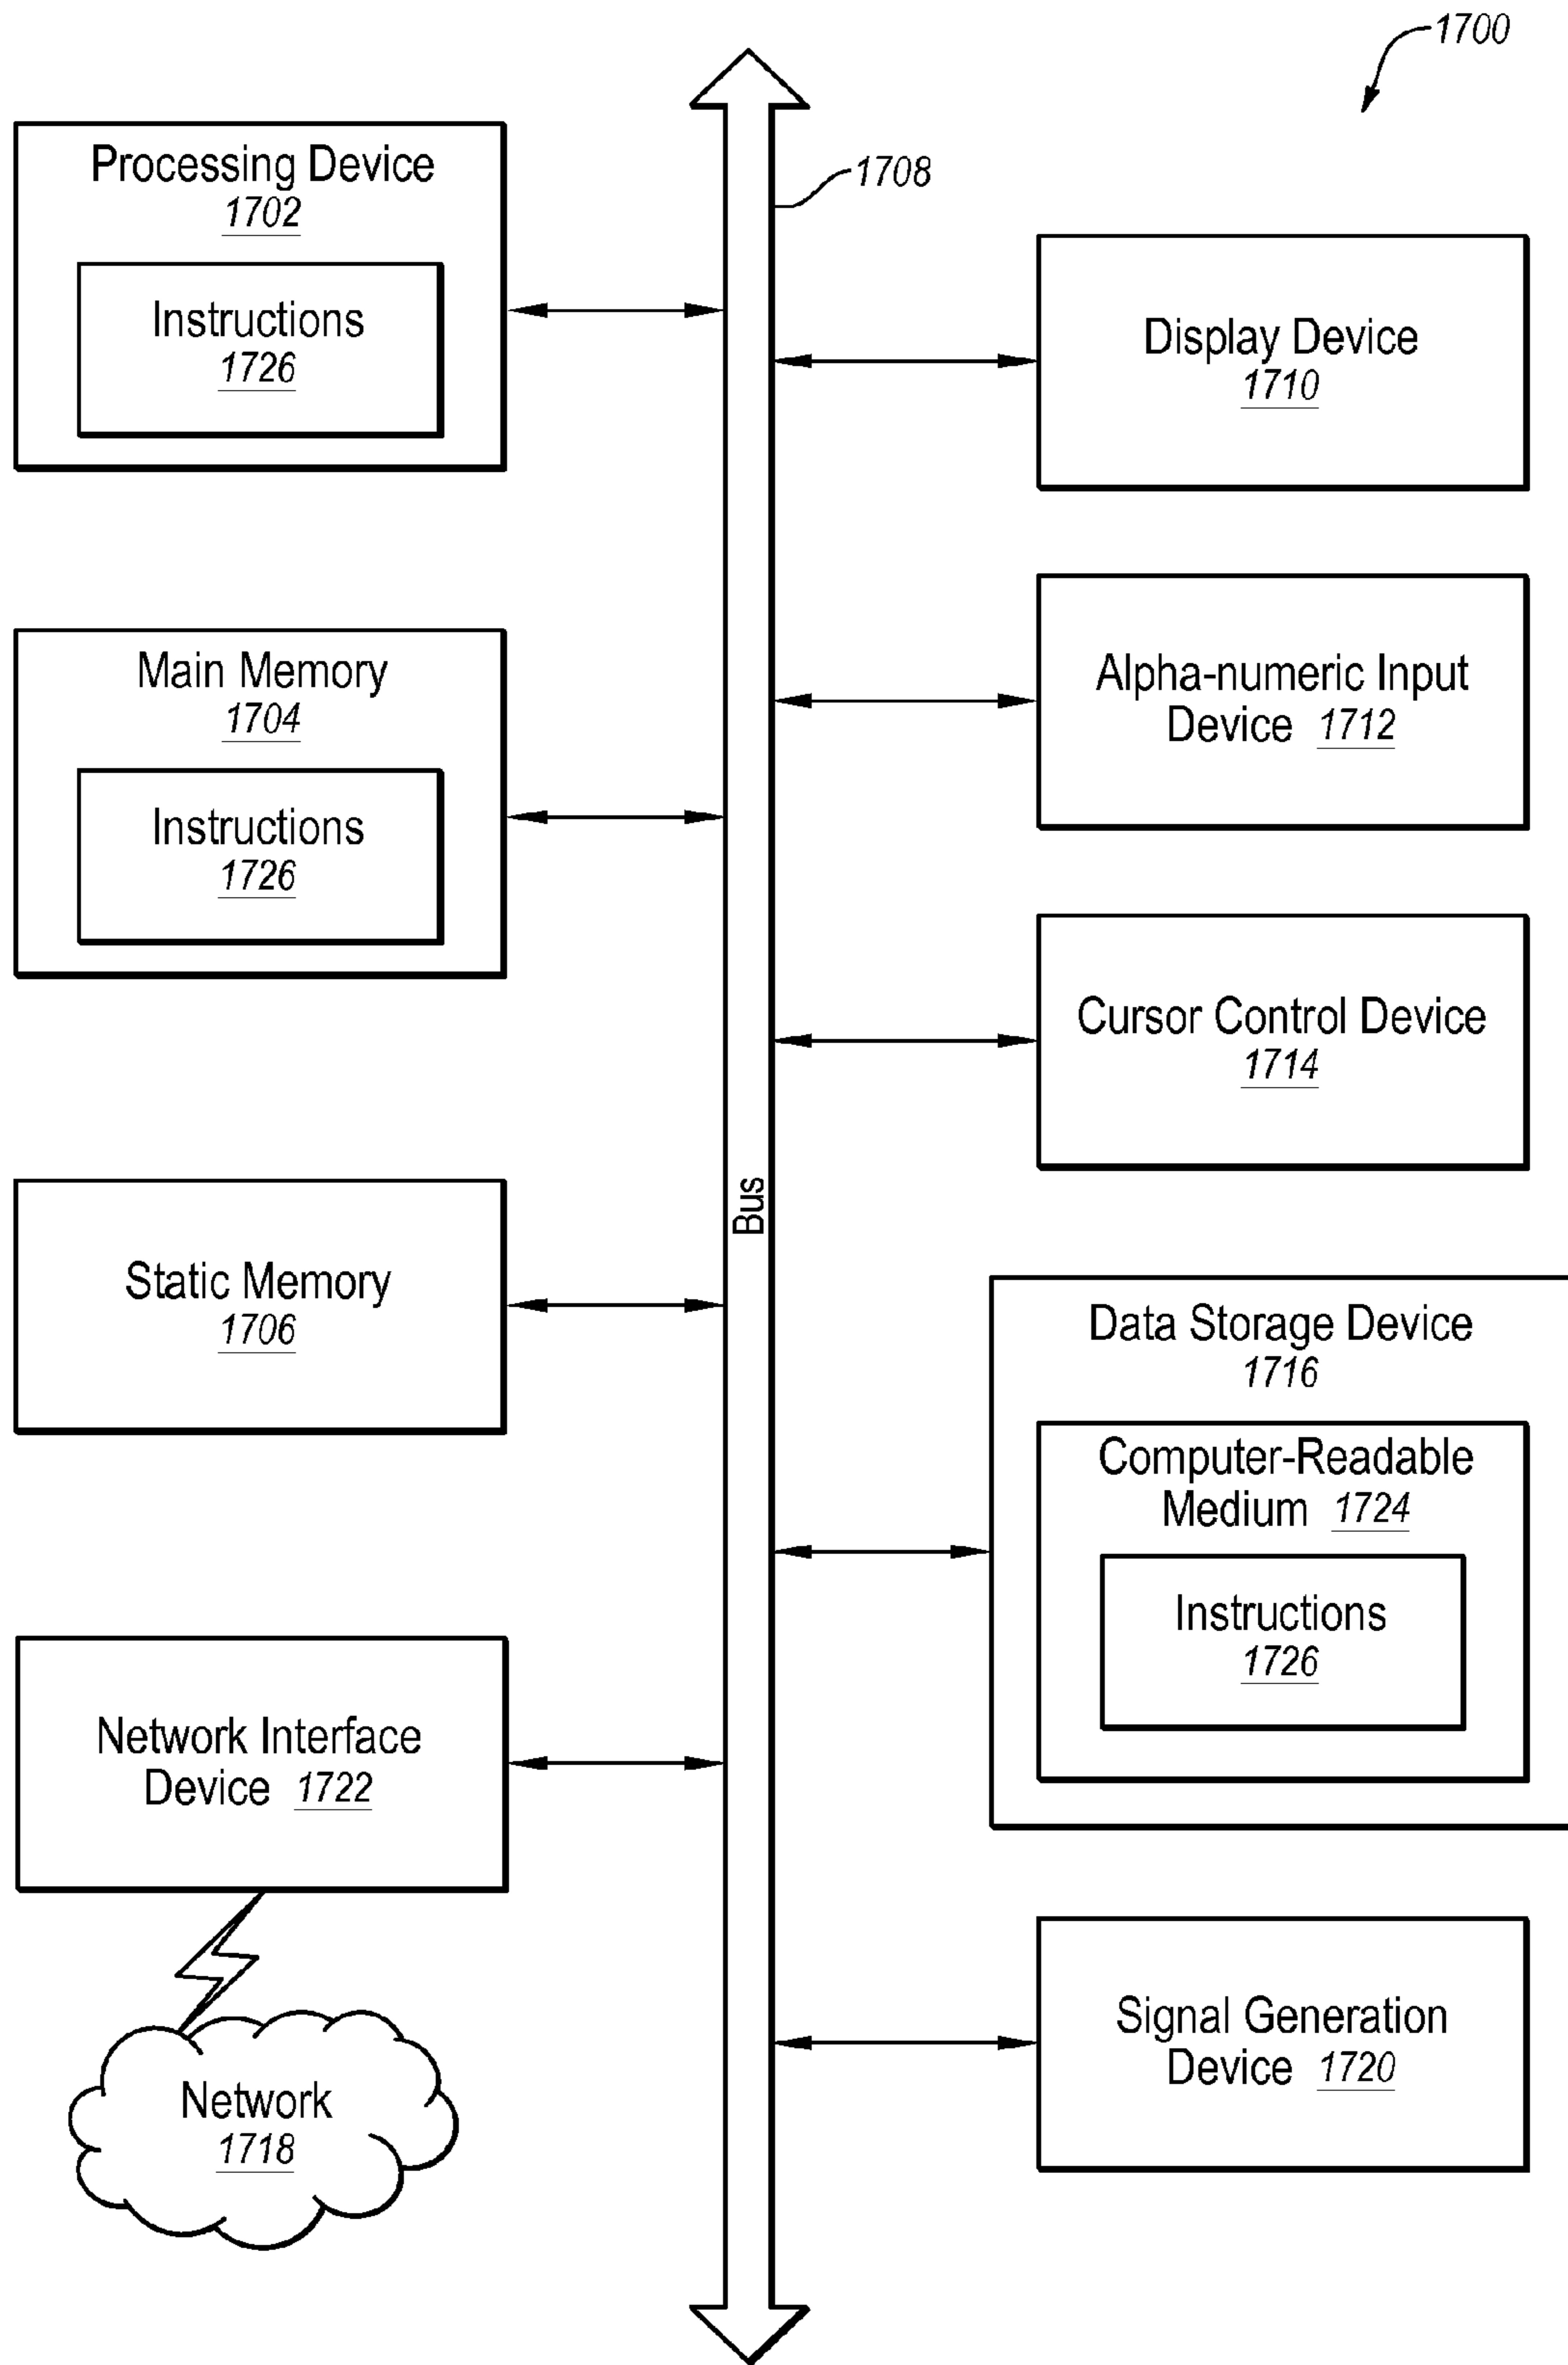 1700
Processing Device
1702
Instructions
1726
1708
Display Device
1710
Main Memory
1704
Instructions
1726
Alpha-numeric Input
Device 1712
Cursor Control Device
1714
Bus
Static Memory
1706
Data Storage Device
1716
Computer-Readable
Medium 1724
Instructions
1726
Network Interface
Device 1722
Signal Generation
Device 1720
Network
1718